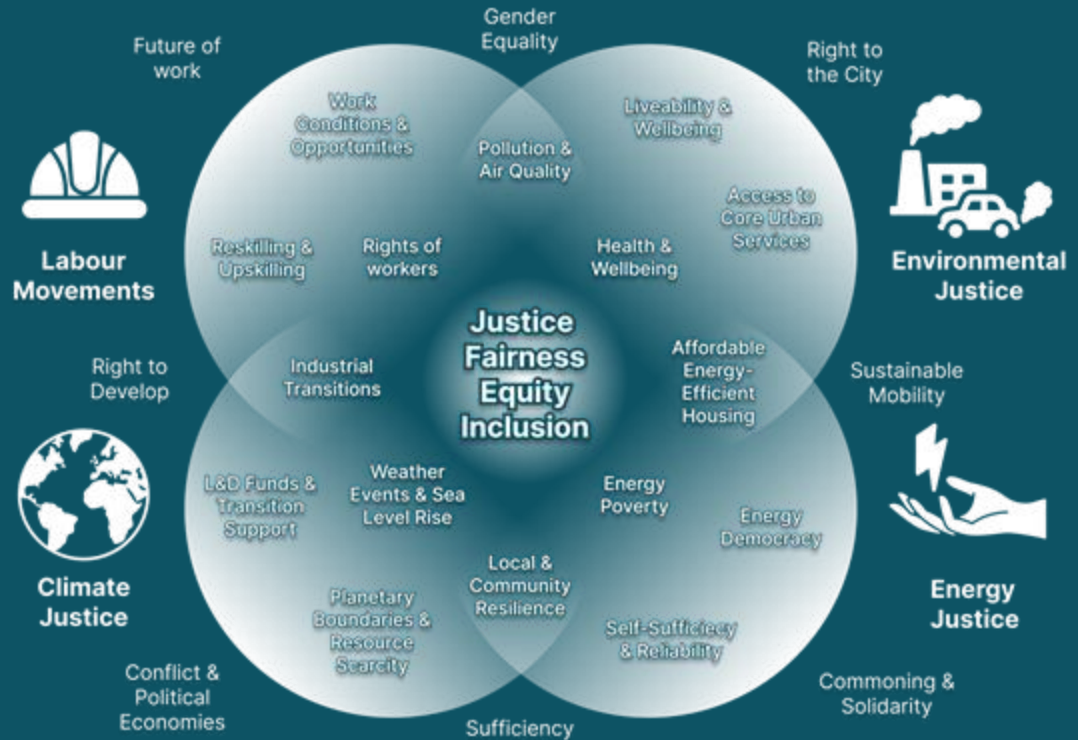 Gender
Equality
Future of
work
Right to
the City
Work
Conditions &
Opportunities
Liveability &
Wellbeing
Pollution &
Air Quality
Access to
Core Urban
Services
Reskilling &
Upskilling
Rights of
workers
Health &
Wellbeing
Labour
Movements
Environmental
Justice
Justice
Fairness
Equity
Inclusion
Right to
Develop
Industrial
Transitions
Affordable
Energy-
Efficient
Housing
Sustainable
Mobility
L&D Funds &
Transition
Support
Weather
Events & Sea
Level Rise
Energy
Poverty
Energy
Democracy
Climate
Justice
Local &
Community
Resilience
Energy
Justice
Planetary
Boundaries &
Resource
Scarcity
Self-Sufficiecy
& Reliability
Conflict &
Political
Economies
Commoning &
Solidarity
Sufficiency